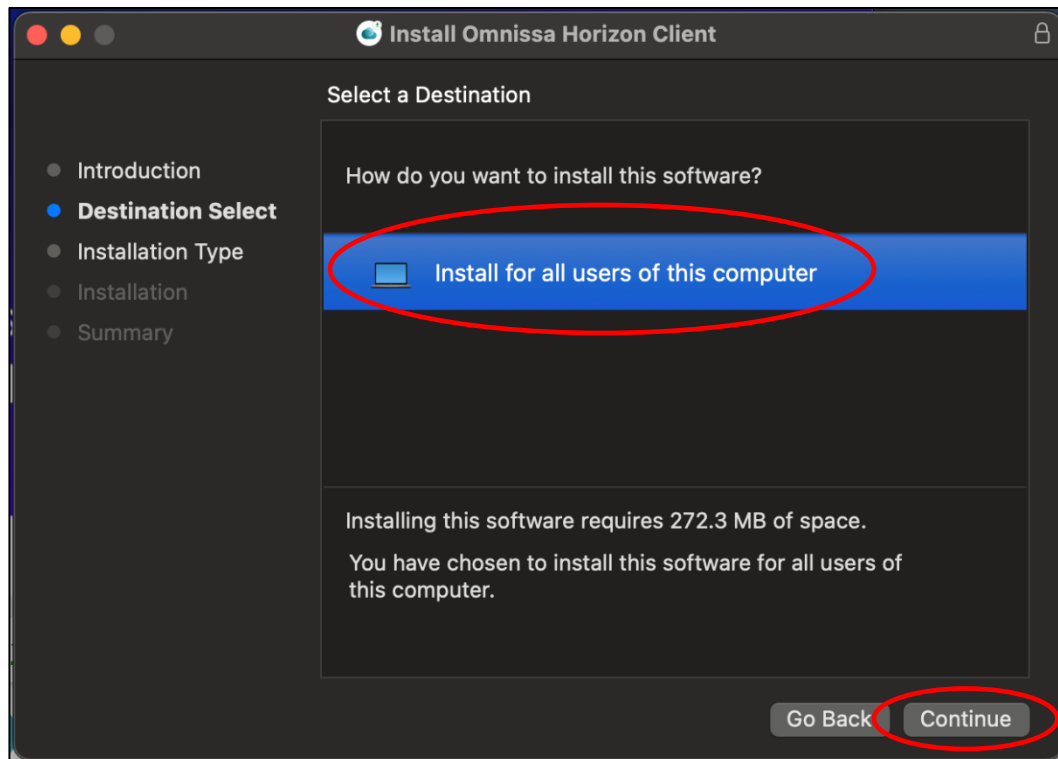 Install Omnissa Horizon Client
Select a Destination
Introduction
Destination Select
Installation Type
Installation
Summary
How do you want to install this software?
Install for all users of this computer
Installing this software requires 272.3 MB of space.
You have chosen to install this software for all users of
this computer.
Go Back
Continue